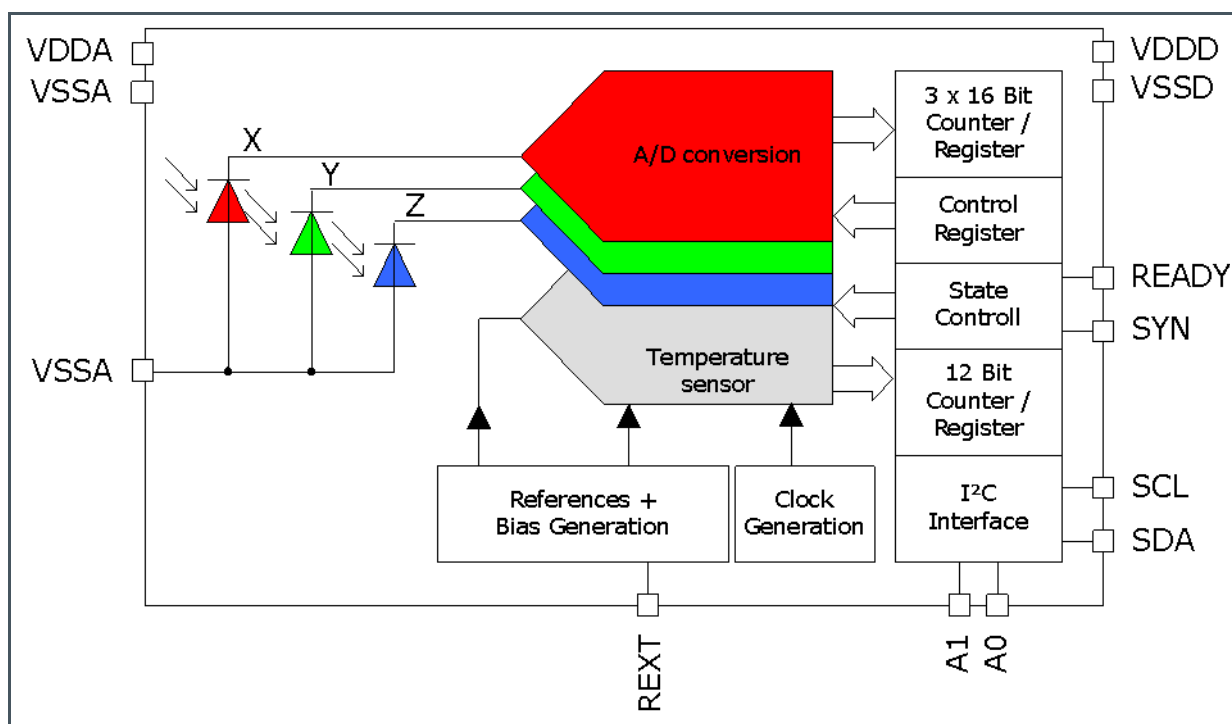 VDDA
VSSA
VDDD
VSSD
X
Y
Z
A/D conversion
3 x 16 Bit
Counter /
Register
Control
Register
State
Controll
READY
SYN
VSSA
Temperature
sensor
12 Bit
Counter /
Register
References +
Bias Generation
Clock
Generation
I²C
Interface
SCL
SDA
REXT
A1
A0